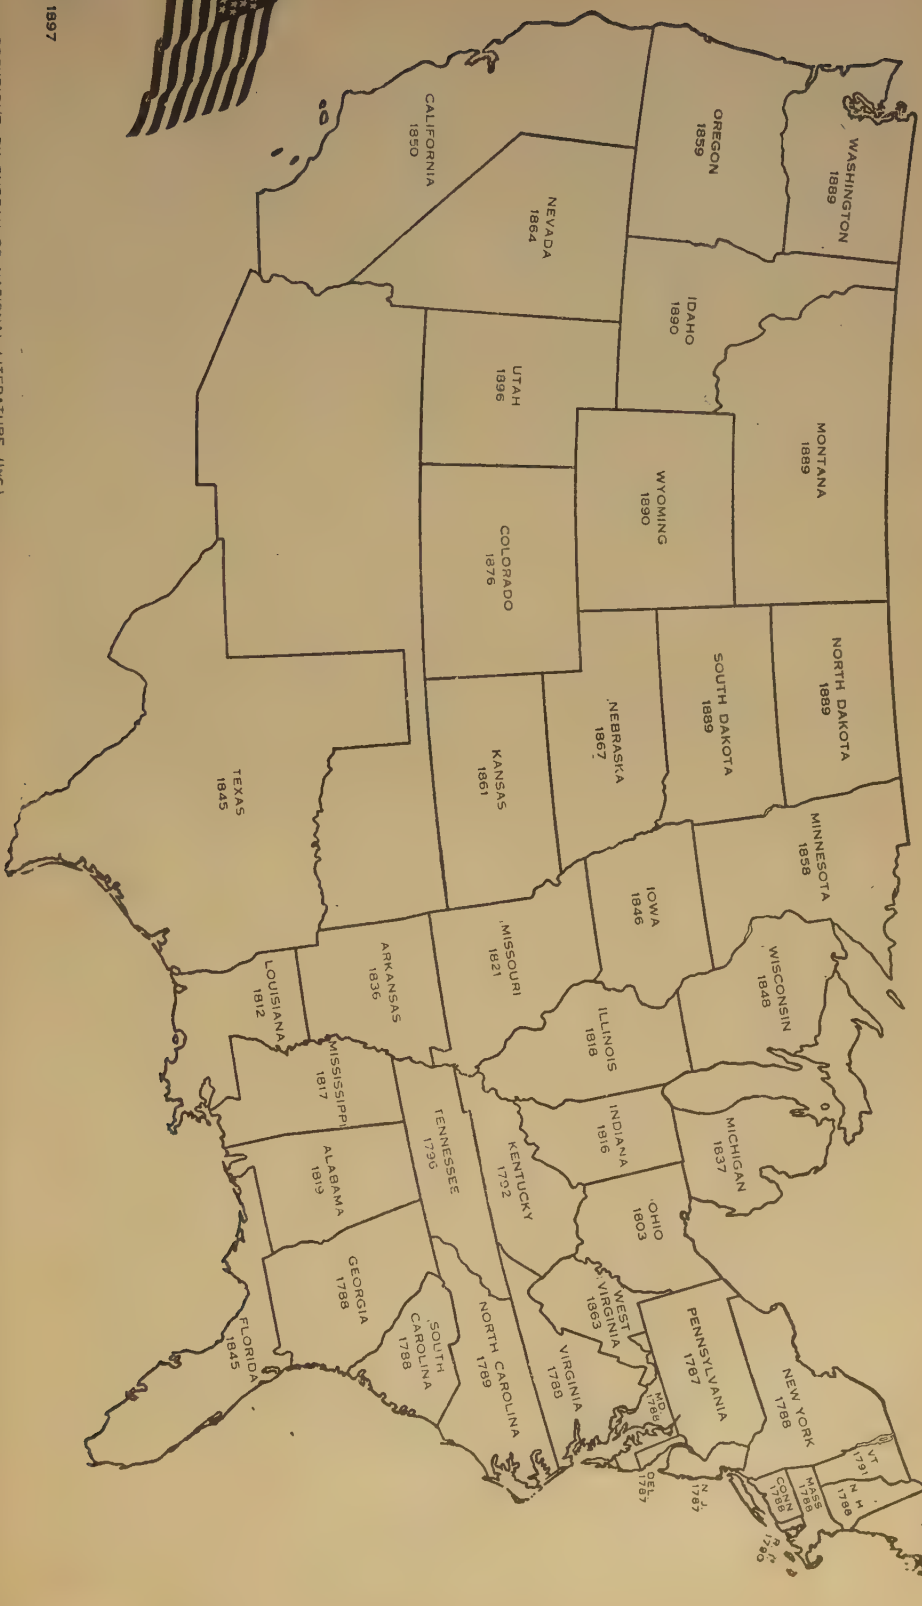 1897
WASHINGTON
1889
OREGON
1859
CALIFORNIA
1850
NEVADA
1864
IDAHO
1890
MONTANA
1889
WYOMING
1890
UTAH
1896
COLORADO
1876
NORTH DAKOTA
1889
SOUTH DAKOTA
1889
NEBRASKA
1867
KANSAS
1861
TEXAS
1845
MINNESOTA
1858
IOWA
1846
MISSOURI
1821
ARKANSAS
1836
LOUISIANA
1812
WISCONSIN
1848
ILLINOIS
1818
MISSISSIPPI
1817
MICHIGAN
1837
INDIANA
1816
KENTUCKY
1792
TENNESSEE
1796
ALABAMA
1819
OHIO
1803
GEORGIA
1788
FLORIDA
1845
SOUTH
CAROLINA
1788
NORTH CAROLINA
1789
WEST
VIRGINIA
1863
VIRGINIA
1788
PENNSYLVANIA
1787
MD.
1788
DEL.
1787
N J.
1787
NEW YORK
1788
VT
1791
N H
1788
MASS
1788
CONN
1788